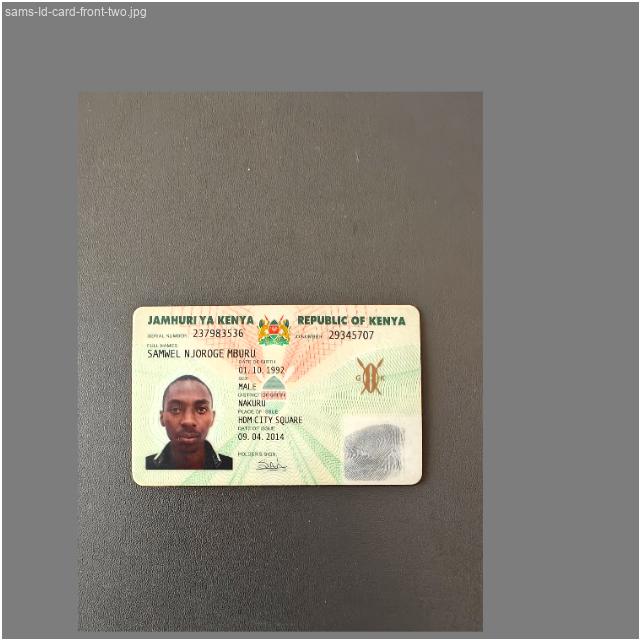 sams-ld-card-front-two.jpg
JAMHURI YA KENYA REPUBLIC OF KENYA
SERIAL NUMBER: 237983536 ID NUMBER: 29345707
FULL NAMES
SAMWEL NJOROGE MBURU
DATE OF BIRTH
01.10.1992
SEX
MALE
DISTRICT OF BIRTH
NAKURU
PLACE OF ISSUE
HDM CITY SQUARE
DATE OF ISSUE
09.04.2014
HOLDER'S SIGN.